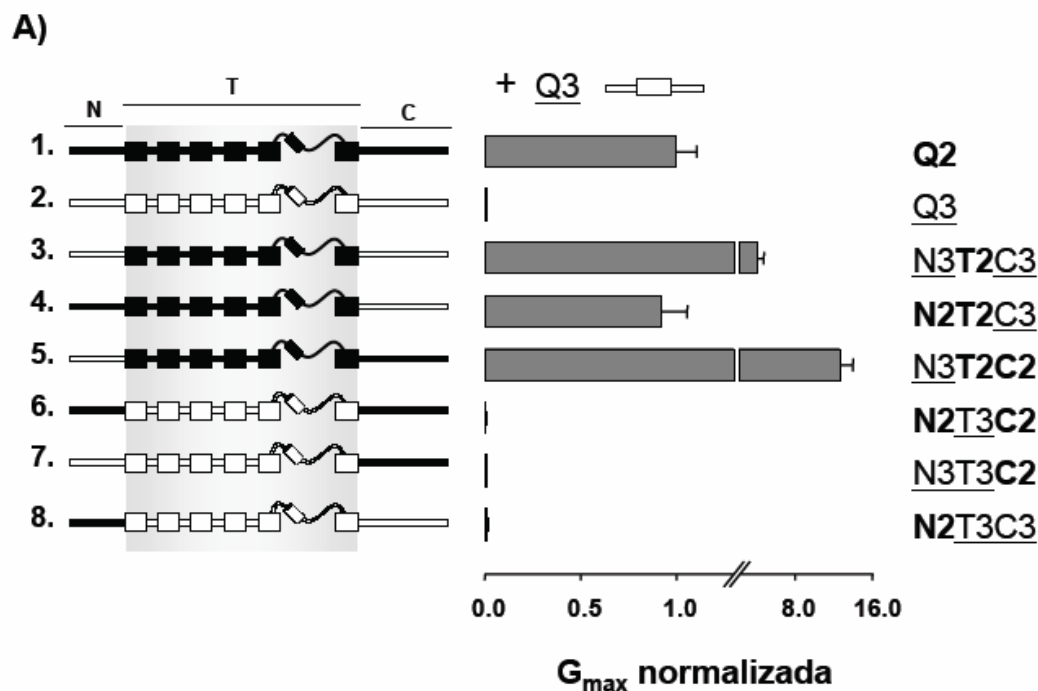 A)
T
N
C
+ Q3
1.
Q2
2.
Q3
3.
N3T2C3
4.
N2T2C3
5.
N3T2C2
6.
N2T3C2
7.
N3T3C2
8.
N2T3C3
0.0 0.5 1.0 8.0 16.0
Gmax normalizada